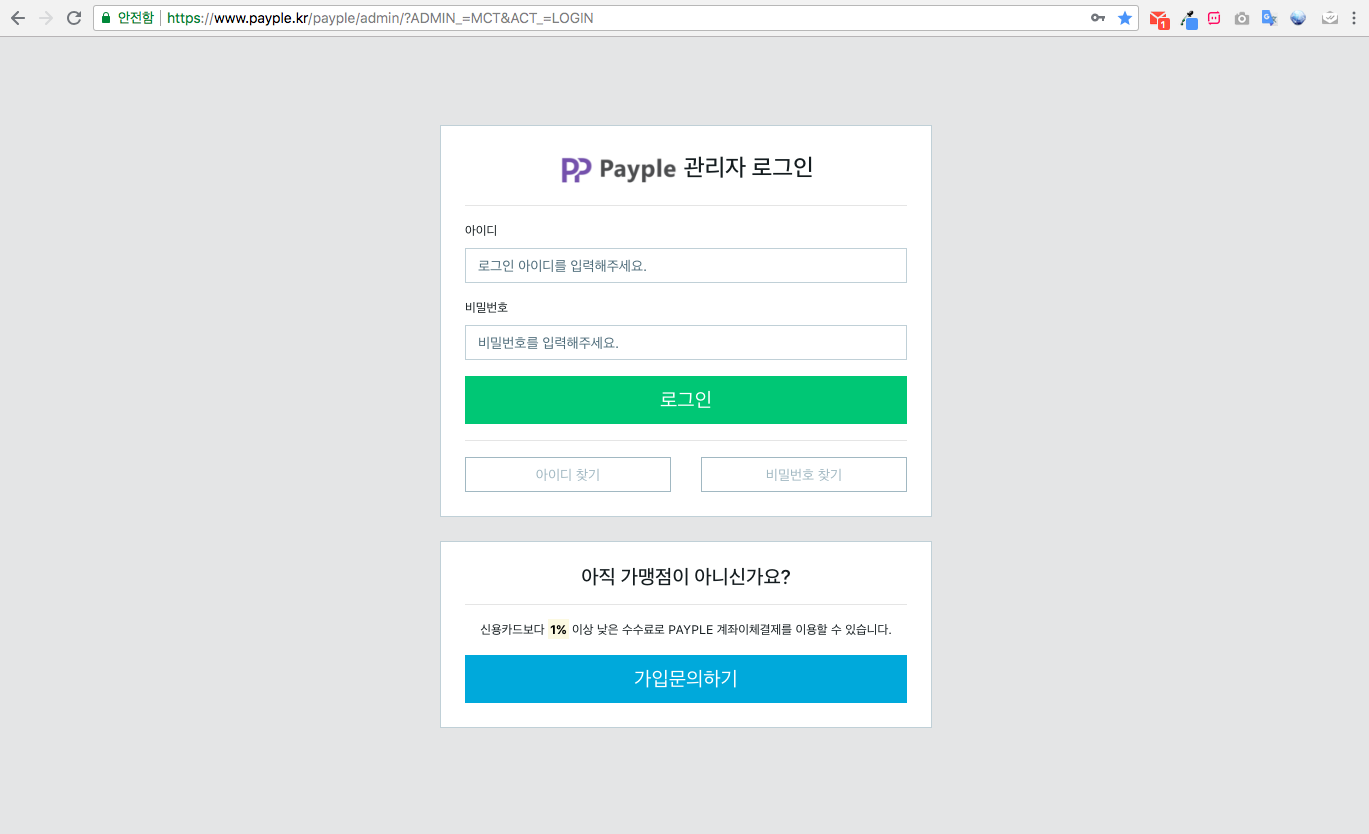 안전함 https://www.payple.kr/payple/admin/?ADMIN_=MCT&ACT_=LOGIN
1
PP Payple 관리자 로그인
아이디
로그인 아이디를 입력해주세요.
비밀번호
비밀번호를 입력해주세요.
로그인
아이디 찾기 비밀번호 찾기
아직 가맹점이 아니신가요?
신용카드보다 1% 이상 낮은 수수료로 PAYPLE 계좌이체결제를 이용할 수 있습니다.
가입문의하기